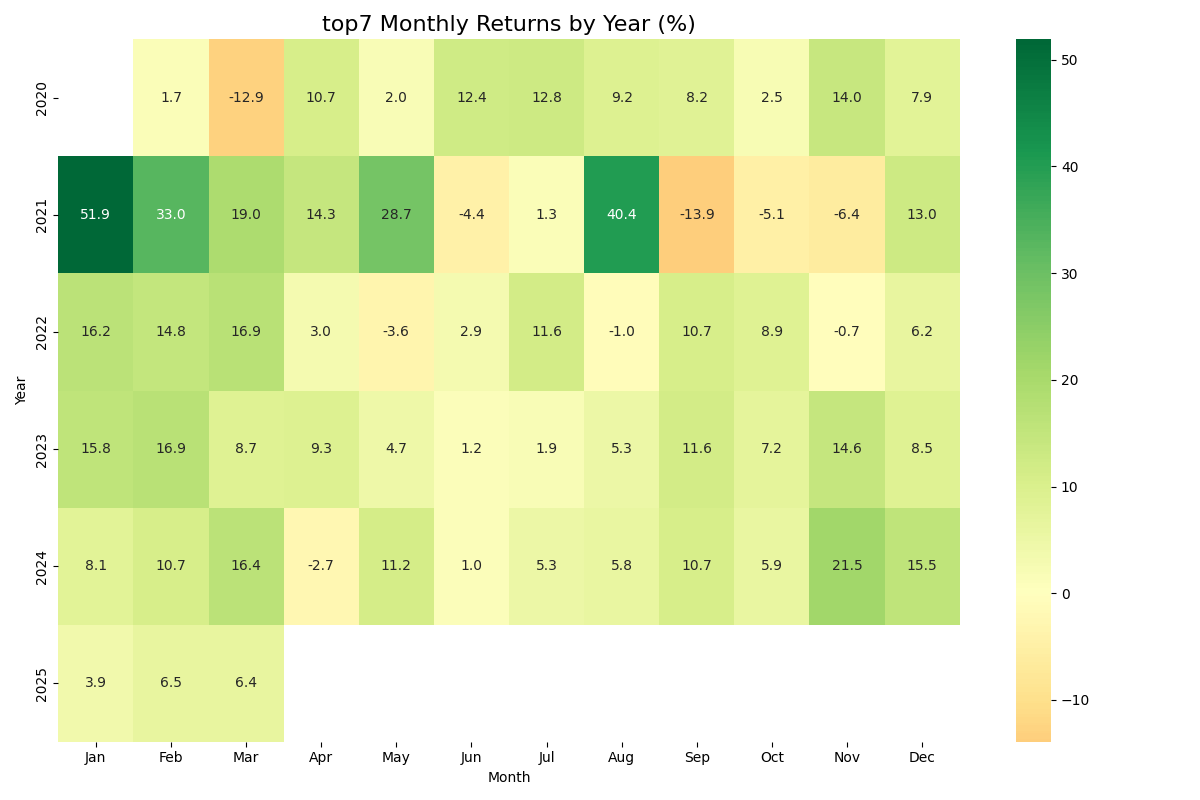 top7 Monthly Returns by Year (%)
2020 1.7 -12.9 10.7 2.0 12.4 12.8 9.2 8.2 2.5 14.0 7.9
2021 51.9 33.0 19.0 14.3 28.7 -4.4 1.3 40.4 -13.9 -5.1 -6.4 13.0
2022 16.2 14.8 16.9 3.0 -3.6 2.9 11.6 -1.0 10.7 8.9 -0.7 6.2
2023 15.8 16.9 8.7 9.3 4.7 1.2 1.9 5.3 11.6 7.2 14.6 8.5
2024 8.1 10.7 16.4 -2.7 11.2 1.0 5.3 5.8 10.7 5.9 21.5 15.5
2025 3.9 6.5 6.4
Year
Jan Feb Mar Apr May Jun Jul Aug Sep Oct Nov Dec
Month
50
40
30
20
10
0
−10